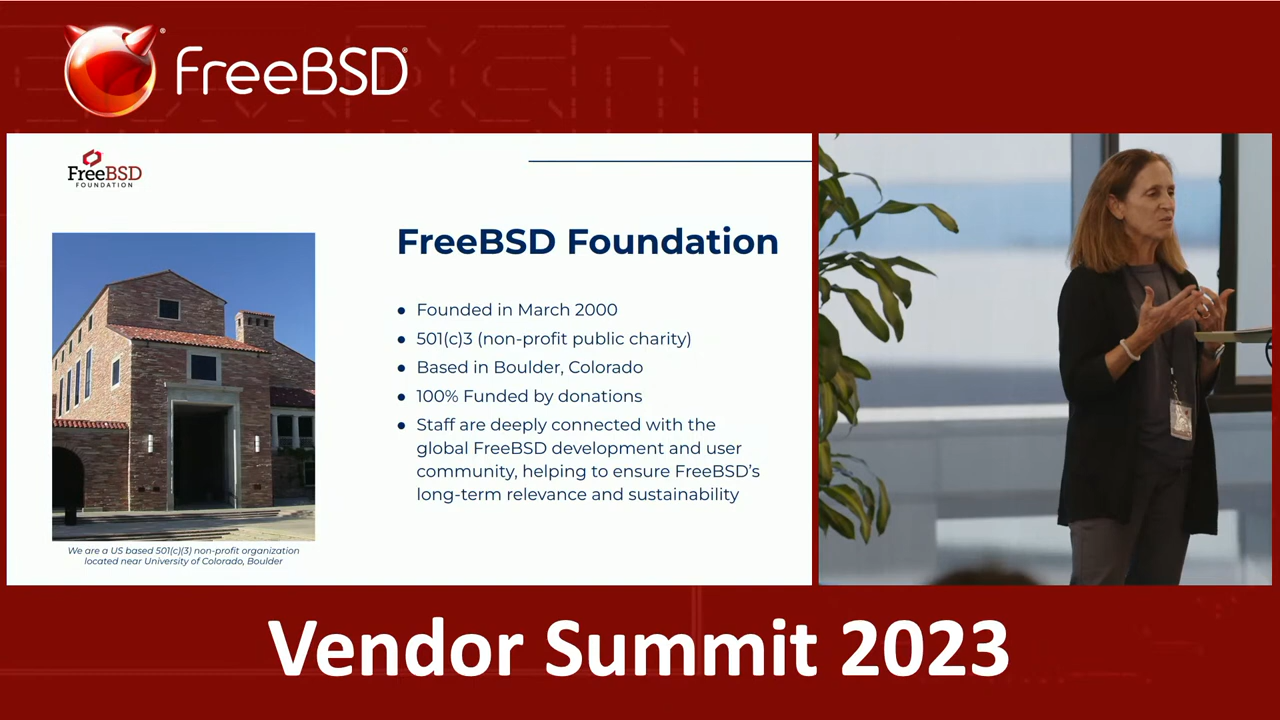 FreeBSD®
FreeBSD
FOUNDATION
FreeBSD Foundation
● Founded in March 2000
● 501(c)3 (non-profit public charity)
● Based in Boulder, Colorado
● 100% Funded by donations
● Staff are deeply connected with the
global FreeBSD development and user
community, helping to ensure FreeBSD's
long-term relevance and sustainability
We are a US based 501(c)(3) non-profit organization
located near University of Colorado, Boulder
Vendor Summit 2023